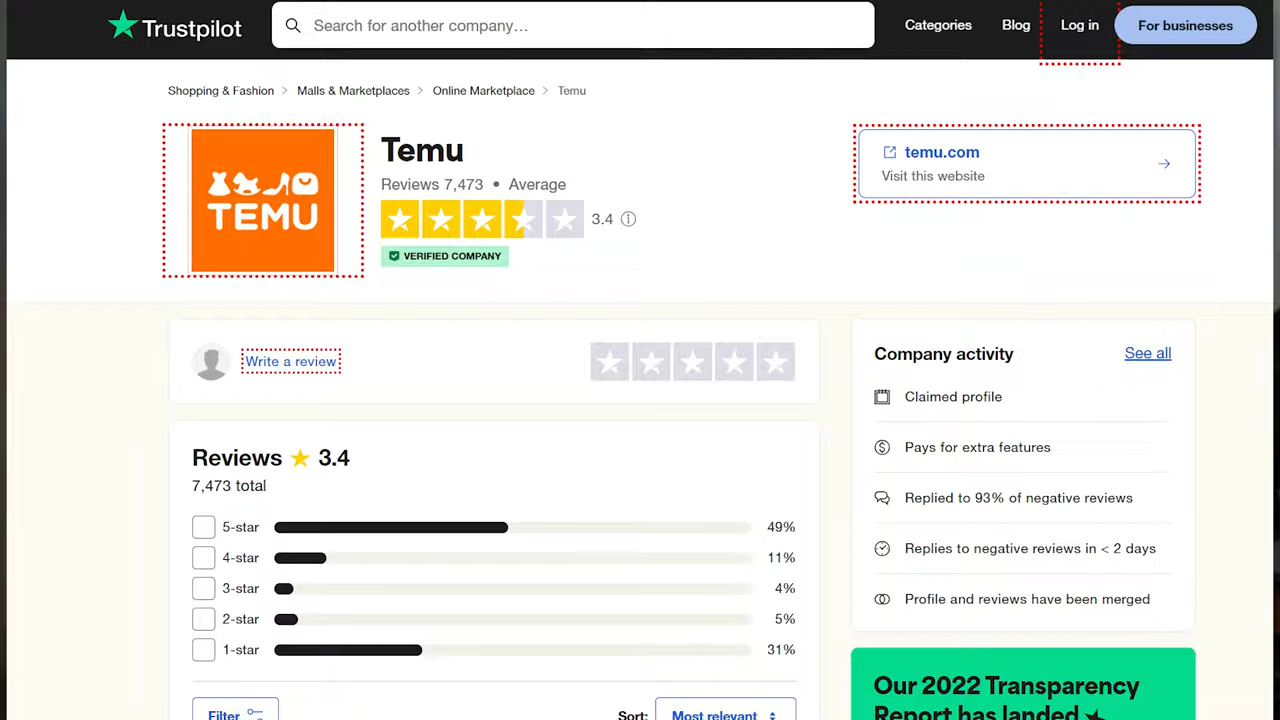 Trustpilot
Search for another company…
Categories
Blog
Log in
For businesses
Shopping & Fashion > Malls & Marketplaces > Online Marketplace > Temu
TEMU
Temu
Reviews 7,473 • Average
3.4
VERIFIED COMPANY
temu.com
Visit this website
Write a review
Reviews ★ 3.4
7,473 total
5-star 49%
4-star 11%
3-star 4%
2-star 5%
1-star 31%
Filter
Sort: Most relevant
Company activity
See all
Claimed profile
Pays for extra features
Replied to 93% of negative reviews
Replies to negative reviews in < 2 days
Profile and reviews have been merged
Our 2022 Transparency
Report has landed